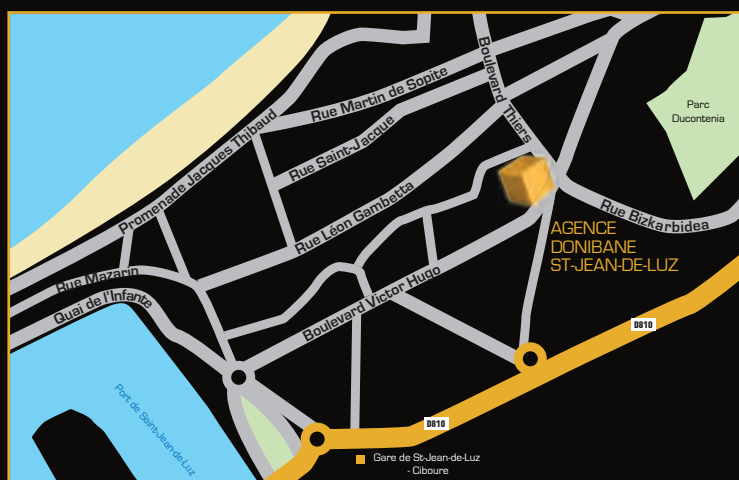 Boulevard Thiers
Rue Martin de Sopite
Parc
Ducontenia
Rue Saint-Jacque
Promenade Jacques Thibaud
Rue Léon Gambetta
Rue Bizkarbidea
AGENCE
DONIBANE
ST-JEAN-DE-LUZ
Rue Mazarin
Quai de l'Infante
Boulevard Victor Hugo
D810
Port de Saint-Jean-de-Luz
D810
Gare de St-Jean-de-Luz
- Ciboure